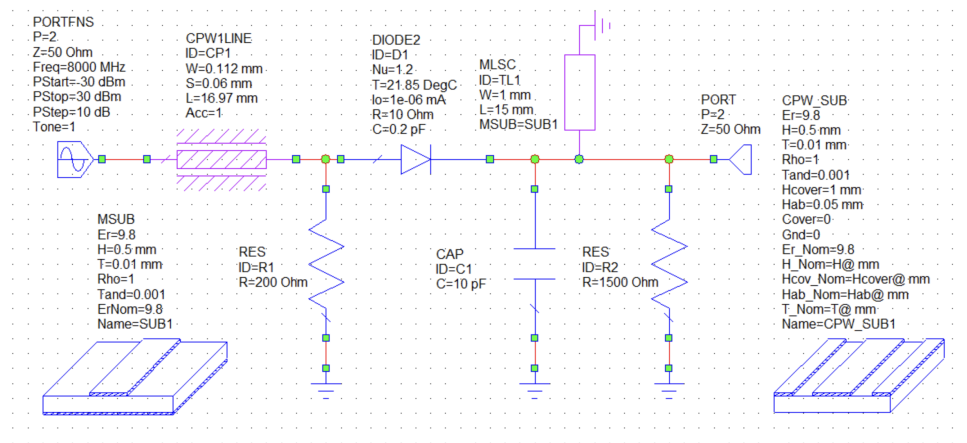 PORTFNS
P=2
Z=50 Ohm
Freq=8000 MHz
PStart=-30 dBm
PStop=30 dBm
PStep=10 dB
Tone=1
CPW1LINE
ID=CP1
W=0.112 mm
S=0.06 mm
L=16.97 mm
Acc=1
DIODE2
ID=D1
Nu=1.2
T=21.85 DegC
Io=1e-06 mA
R=10 Ohm
C=0.2 pF
MLSC
ID=TL1
W=1 mm
L=15 mm
MSUB=SUB1
PORT
P=2
Z=50 Ohm
CPW_SUB
Er=9.8
H=0.5 mm
T=0.01 mm
Rho=1
Tand=0.001
Hcover=1 mm
Hab=0.05 mm
Cover=0
Gnd=0
Er_Nom=9.8
H_Nom=H@ mm
Hcov_Nom=Hcover@ mm
Hab_Nom=Hab@ mm
T_Nom=T@ mm
Name=CPW_SUB1
MSUB
Er=9.8
H=0.5 mm
T=0.01 mm
Rho=1
Tand=0.001
ErNom=9.8
Name=SUB1
RES
ID=R1
R=200 Ohm
CAP
ID=C1
C=10 pF
RES
ID=R2
R=1500 Ohm